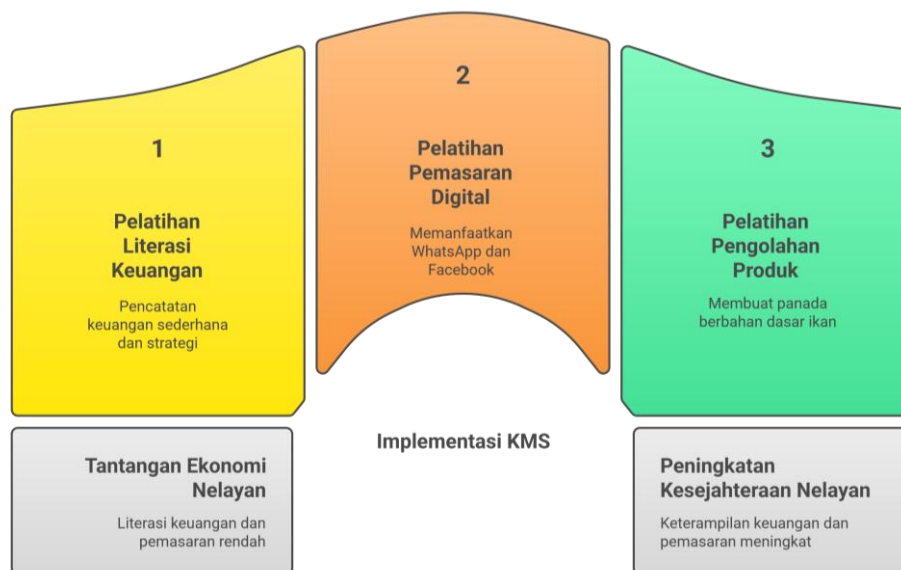 1
Pelatihan
Literasi
Keuangan
Pencatatan
keuangan sederhana
dan strategi
2
Pelatihan
Pemasaran
Digital
Memanfaatkan
WhatsApp dan
Facebook
3
Pelatihan
Pengolahan
Produk
Membuat panada
berbahan dasar ikan
Implementasi KMS
Tantangan Ekonomi
Nelayan
Literasi keuangan dan
pemasaran rendah
Peningkatan
Kesejahteraan Nelayan
Keterampilan keuangan dan
pemasaran meningkat